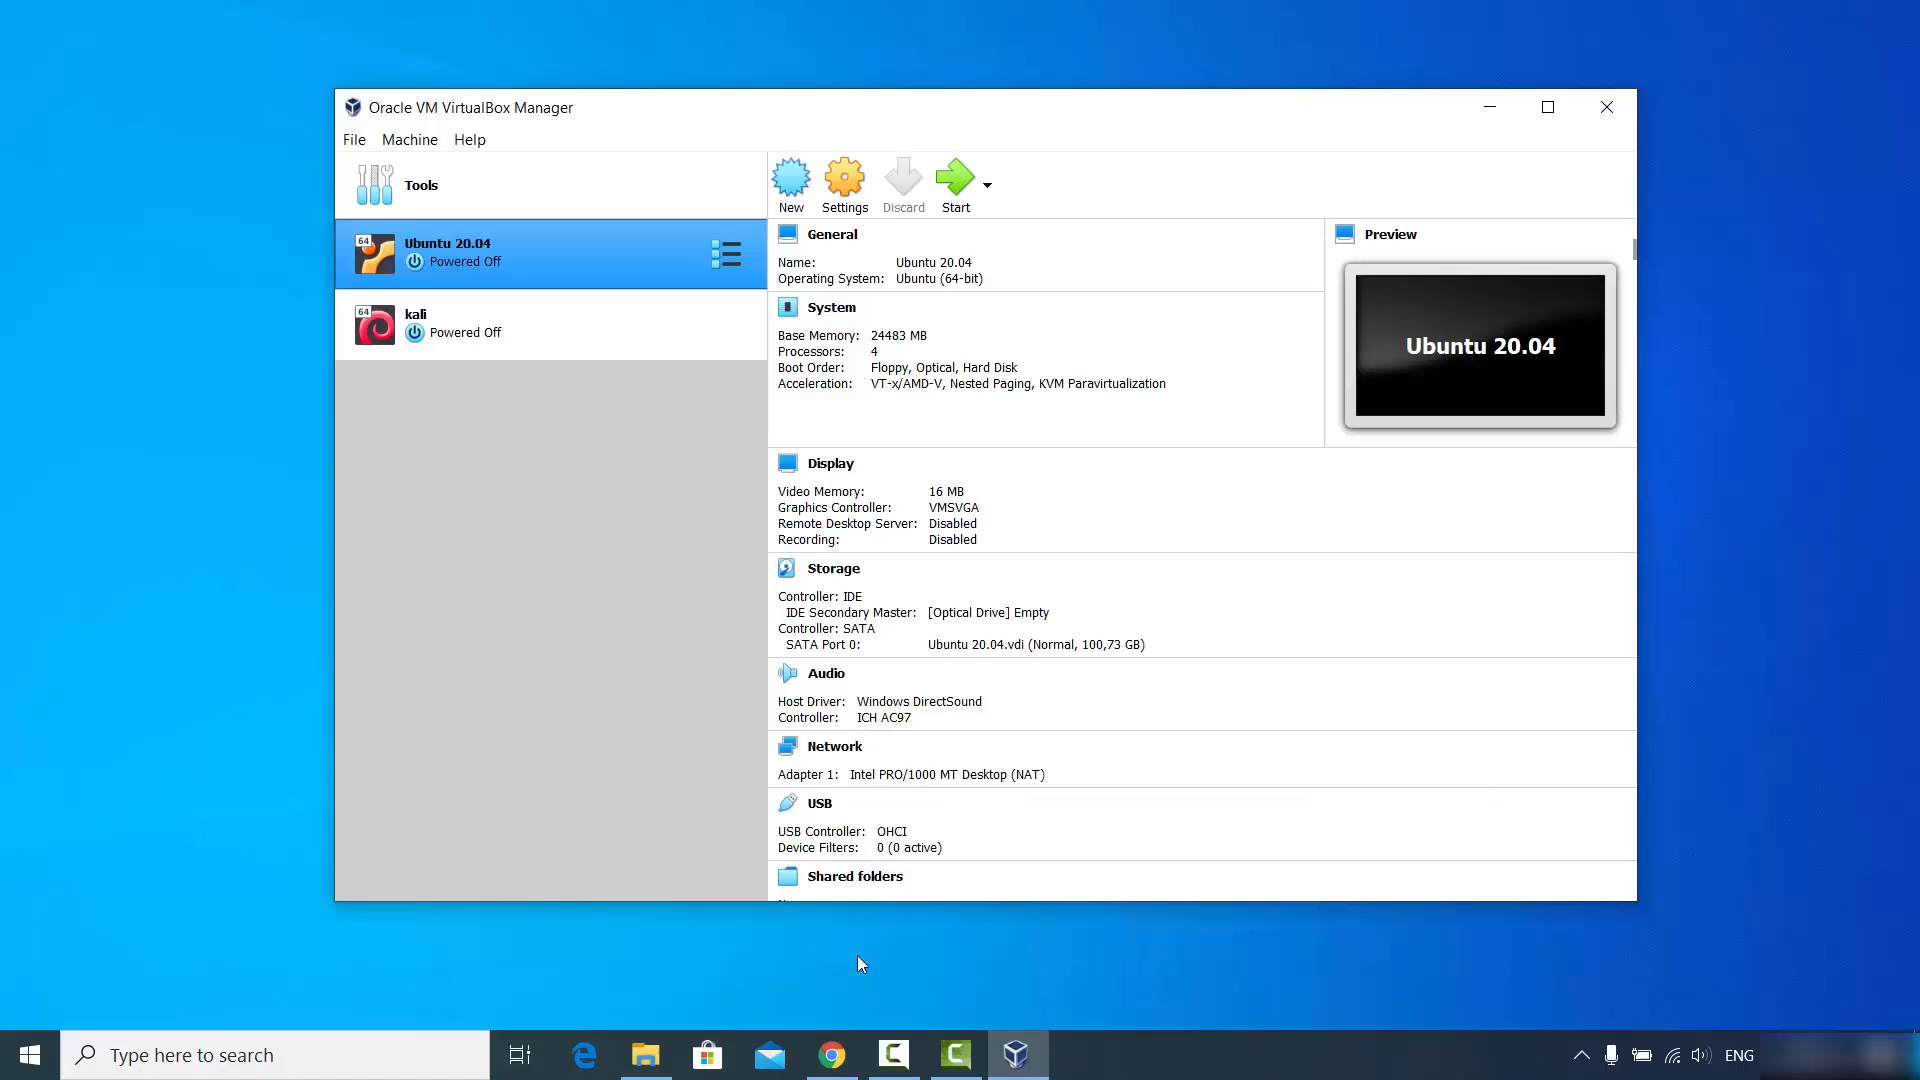 Oracle VM VirtualBox Manager
File Machine Help
Tools
New Settings Discard Start
64
Ubuntu 20.04
Powered Off
64
kali
Powered Off
General
Name: Ubuntu 20.04
Operating System: Ubuntu (64-bit)
Preview
Ubuntu 20.04
System
Base Memory: 24483 MB
Processors: 4
Boot Order: Floppy, Optical, Hard Disk
Acceleration: VT-x/AMD-V, Nested Paging, KVM Paravirtualization
Display
Video Memory: 16 MB
Graphics Controller: VMSVGA
Remote Desktop Server: Disabled
Recording: Disabled
Storage
Controller: IDE
IDE Secondary Master: [Optical Drive] Empty
Controller: SATA
SATA Port 0: Ubuntu 20.04.vdi (Normal, 100,73 GB)
Audio
Host Driver: Windows DirectSound
Controller: ICH AC97
Network
Adapter 1: Intel PRO/1000 MT Desktop (NAT)
USB
USB Controller: OHCI
Device Filters: 0 (0 active)
Shared folders
Type here to search
ENG